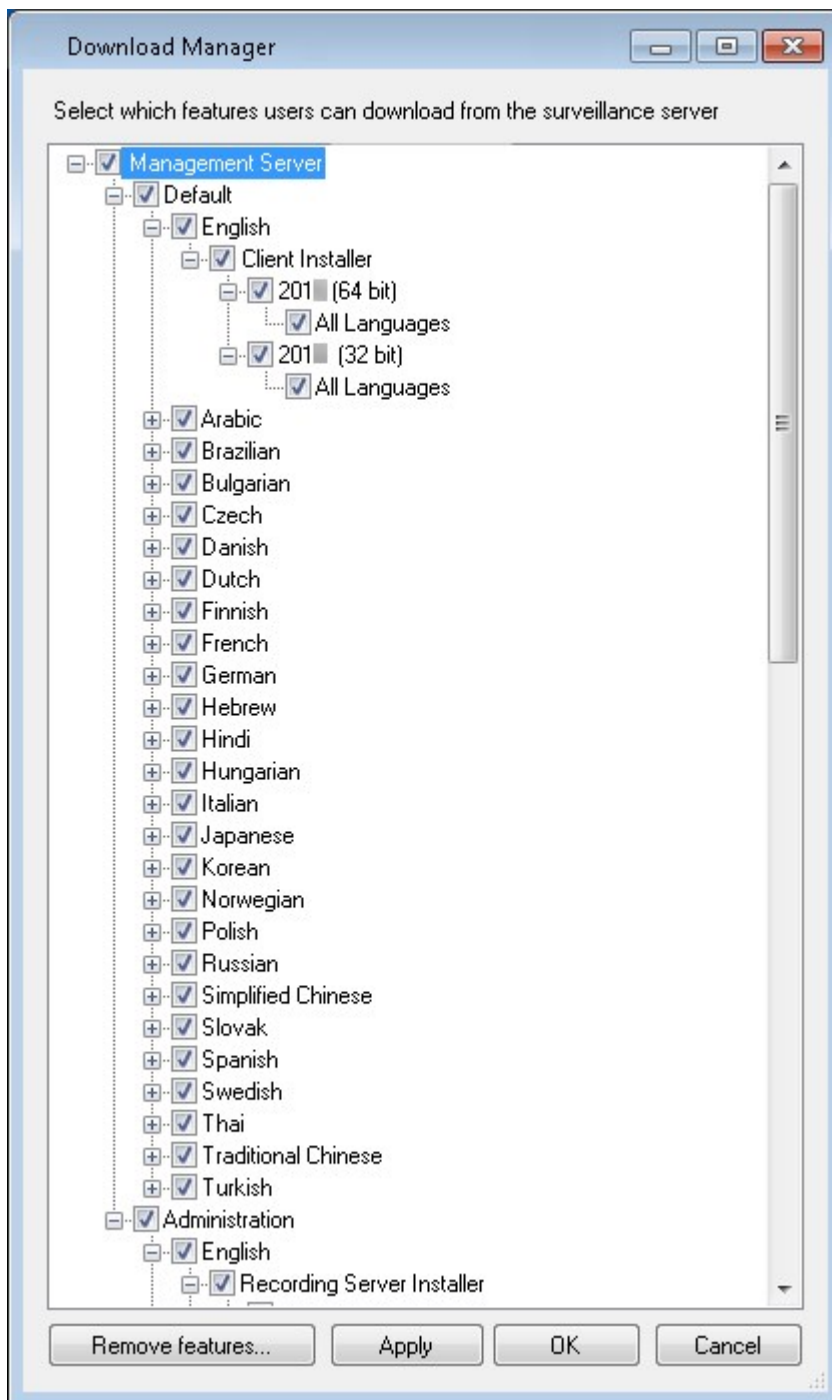 Download Manager
Select which features users can download from the surveillance server
Management Server
Default
English
Client Installer
201 (64 bit)
All Languages
201 (32 bit)
All Languages
Arabic
Brazilian
Bulgarian
Czech
Danish
Dutch
Finnish
French
German
Hebrew
Hindi
Hungarian
Italian
Japanese
Korean
Norwegian
Polish
Russian
Simplified Chinese
Slovak
Spanish
Swedish
Thai
Traditional Chinese
Turkish
Administration
English
Recording Server Installer
Remove features... Apply OK Cancel